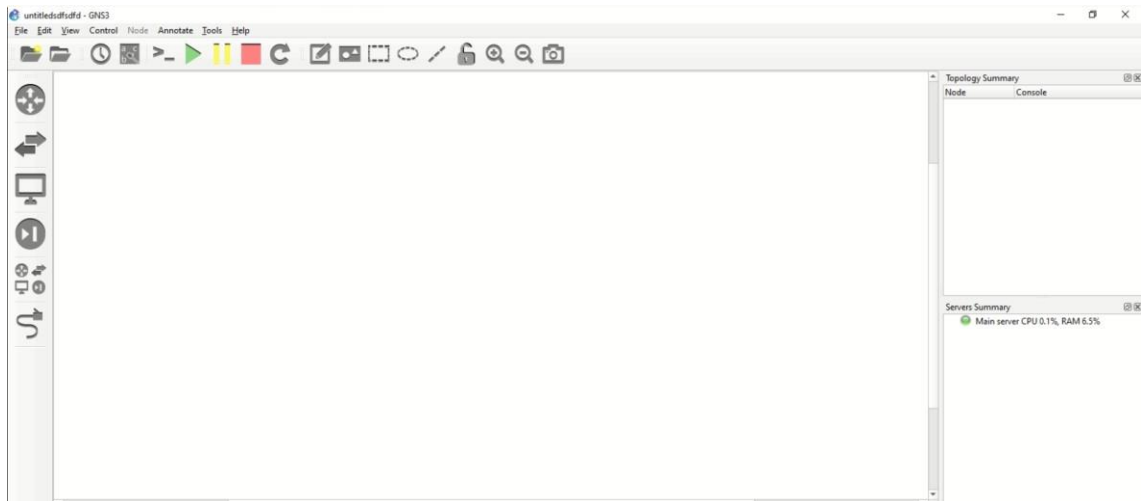 untitledsdfsdfd - GNS3
File Edit View Control Node Annotate Tools Help
Topology Summary
Node Console
Servers Summary
Main server CPU 0.1%, RAM 6.5%